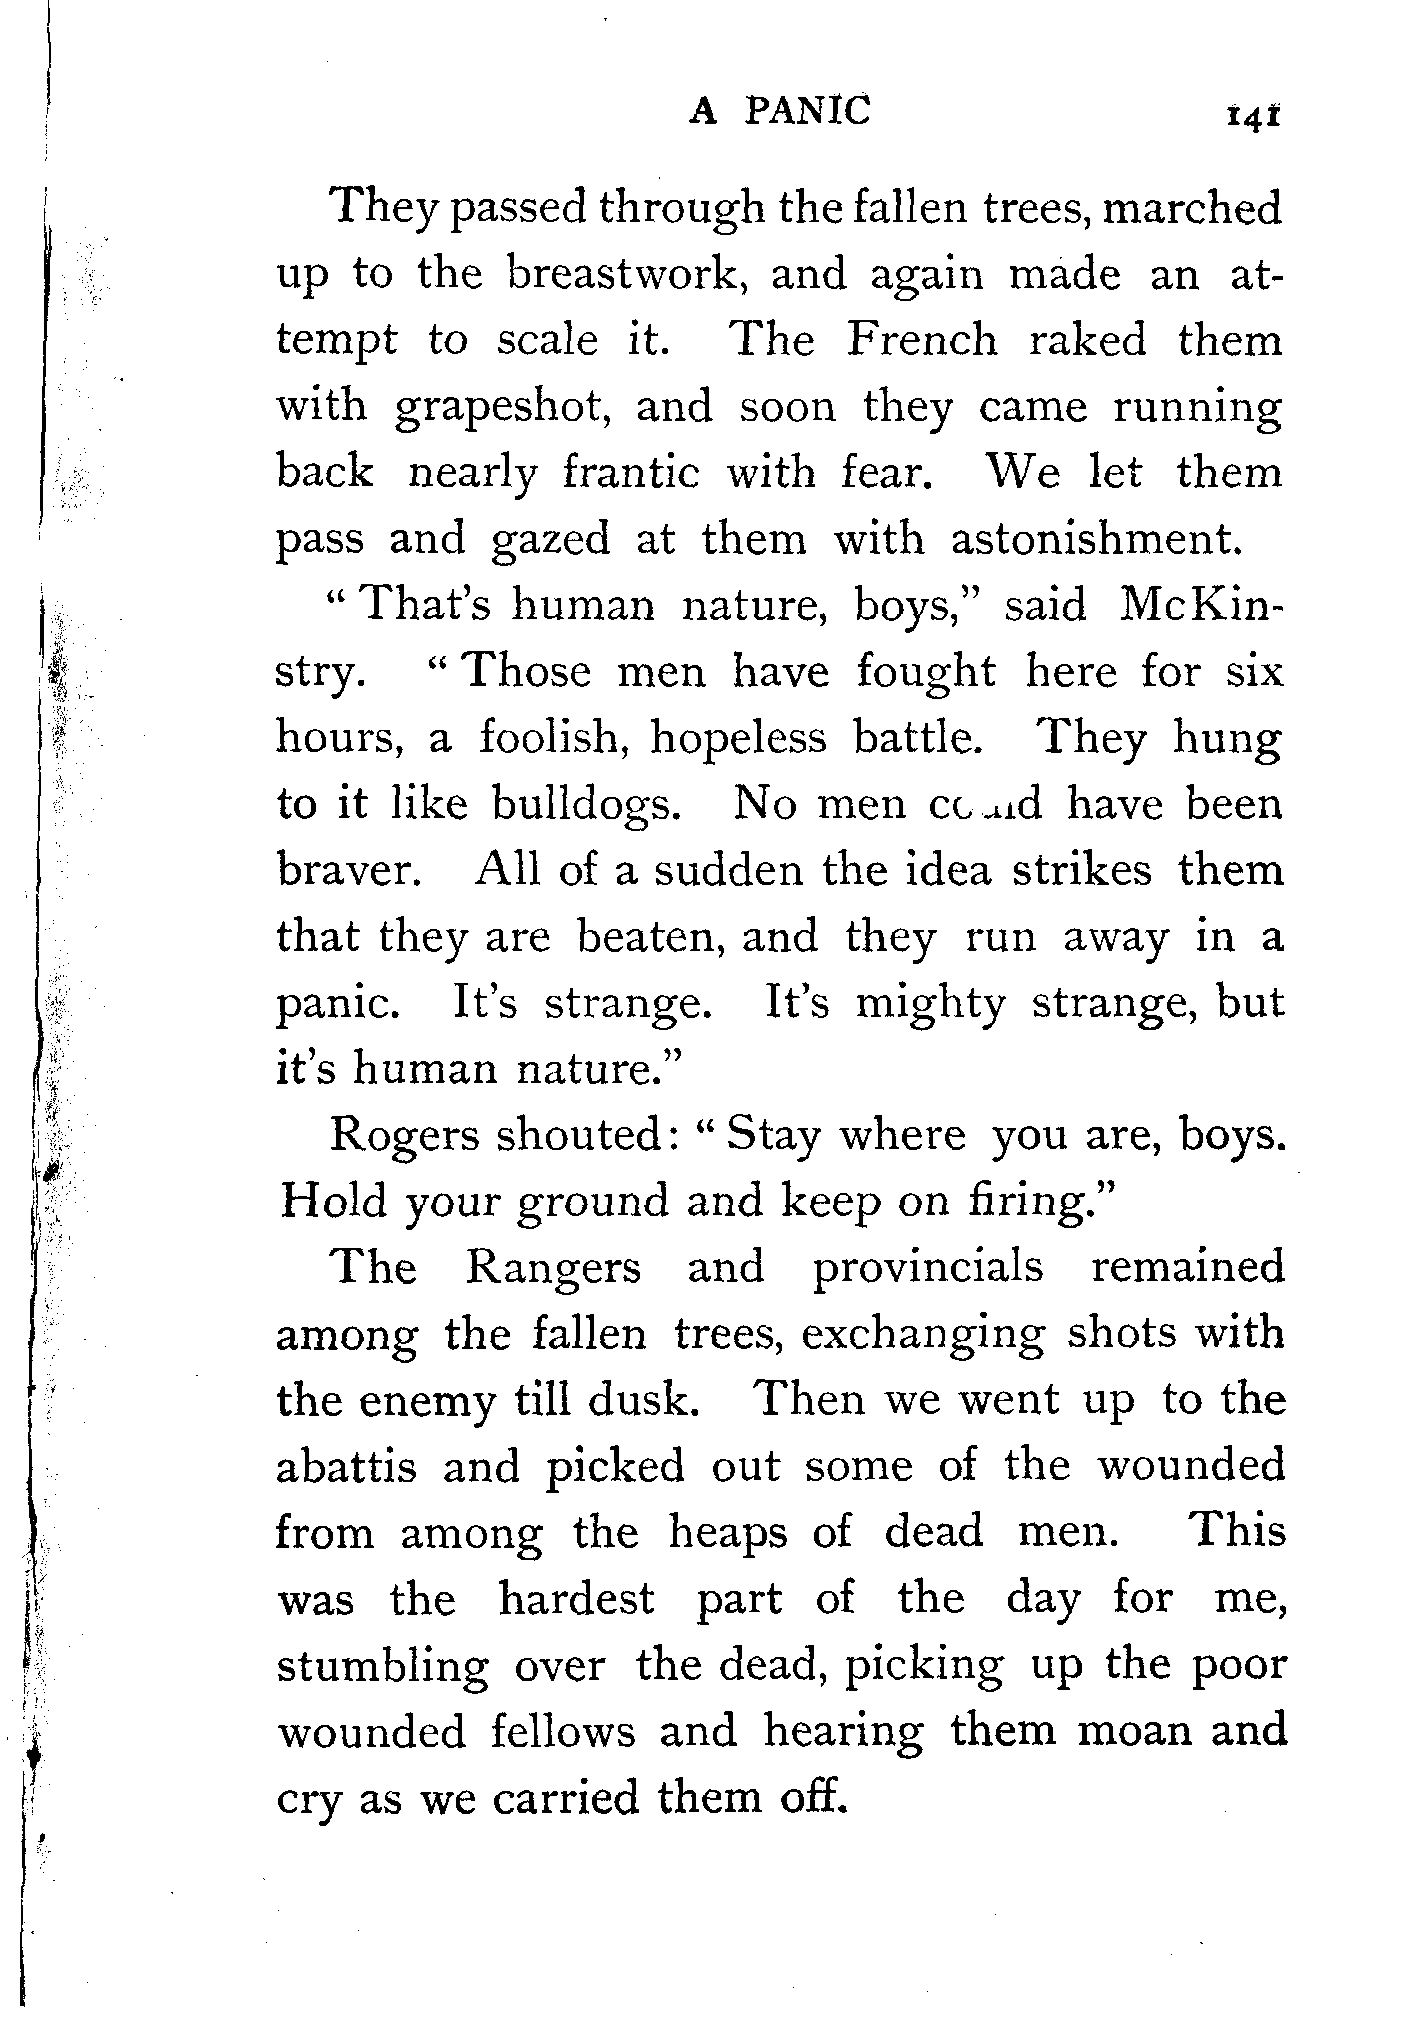 A PANIC 141
They passed through the fallen trees, marched
up to the breastwork, and again made an at-
tempt to scale it. The French raked them
with grapeshot, and soon they came running
back nearly frantic with fear. We let them
pass and gazed at them with astonishment.
“ That’s human nature, boys,” said McKin-
stry. “ Those men have fought here for six
hours, a foolish, hopeless battle. They hung
to it like bulldogs. No men could have been
braver. All of a sudden the idea strikes them
that they are beaten, and they run away in a
panic. It’s strange. It’s mighty strange, but
it’s human nature.”
Rogers shouted: “ Stay where you are, boys.
Hold your ground and keep on firing.”
The Rangers and provincials remained
among the fallen trees, exchanging shots with
the enemy till dusk. Then we went up to the
abattis and picked out some of the wounded
from among the heaps of dead men. This
was the hardest part of the day for me,
stumbling over the dead, picking up the poor
wounded fellows and hearing them moan and
cry as we carried them off.